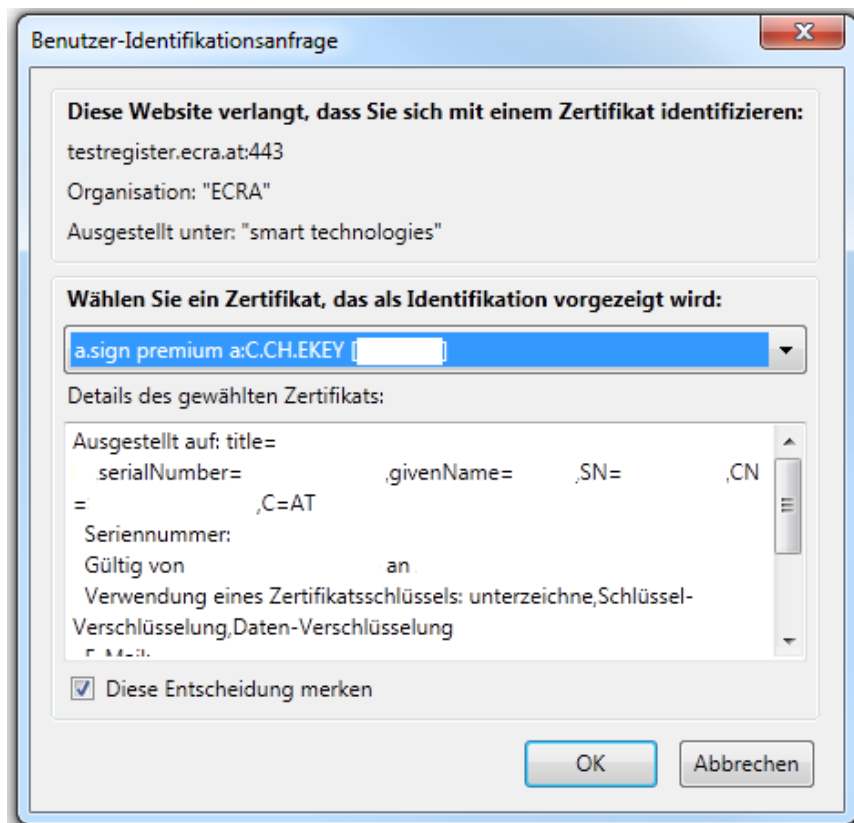 Benutzer-Identifikationsanfrage
Diese Website verlangt, dass Sie sich mit einem Zertifikat identifizieren:
testregister.ecra.at:443
Organisation: "ECRA"
Ausgestellt unter: "smart technologies"
Wählen Sie ein Zertifikat, das als Identifikation vorgezeigt wird:
a.sign premium a:C.CH.EKEY [ ]
Details des gewählten Zertifikats:
Ausgestellt auf: title=
,serialNumber= ,givenName= ,SN= ,CN
= ,C=AT
Seriennummer:
Gültig von an
Verwendung eines Zertifikatsschlüssels: unterzeichne,Schlüssel-
Verschlüsselung,Daten-Verschlüsselung
E-Mail:
Diese Entscheidung merken
OK
Abbrechen